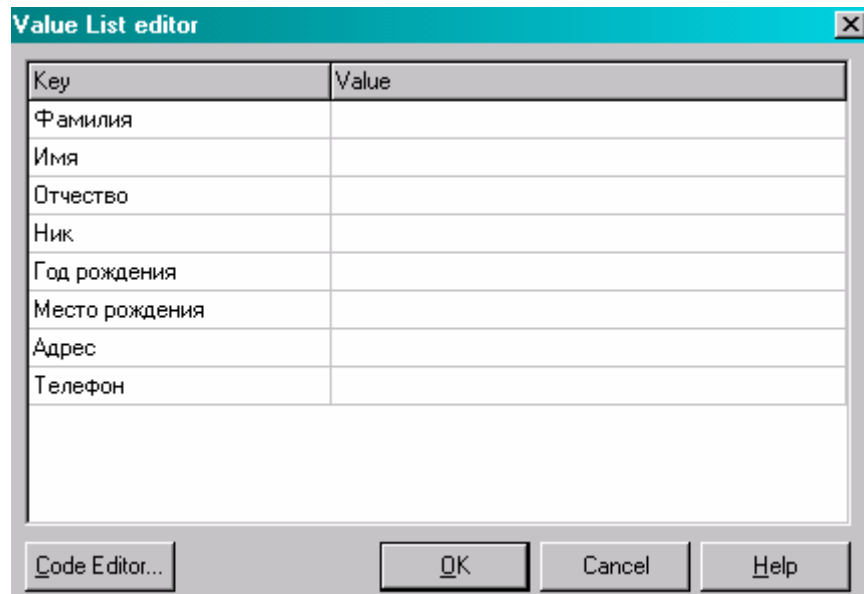 Value List editor
Key Value
Фамилия
Имя
Отчество
Ник
Год рождения
Место рождения
Адрес
Телефон
Code Editor... OK Cancel Help